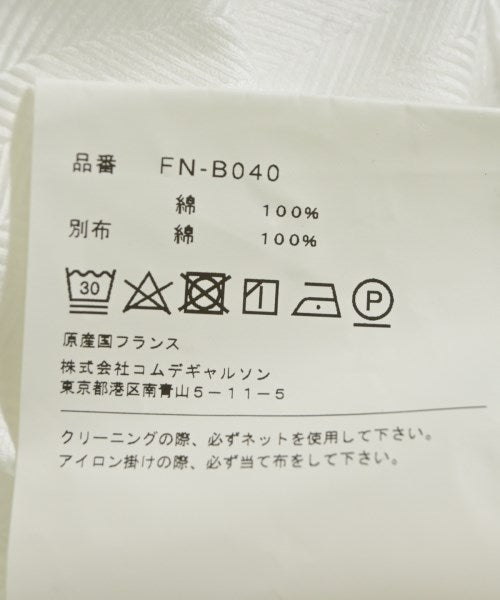 品番 FN-B040
綿 100%
別布 綿 100%
30 P
原産国フランス
株式会社コムデギャルソン
東京都港区南青山5-11-5
クリーニングの際、必ずネットを使用して下さい。
アイロン掛けの際、必ず当て布をして下さい。